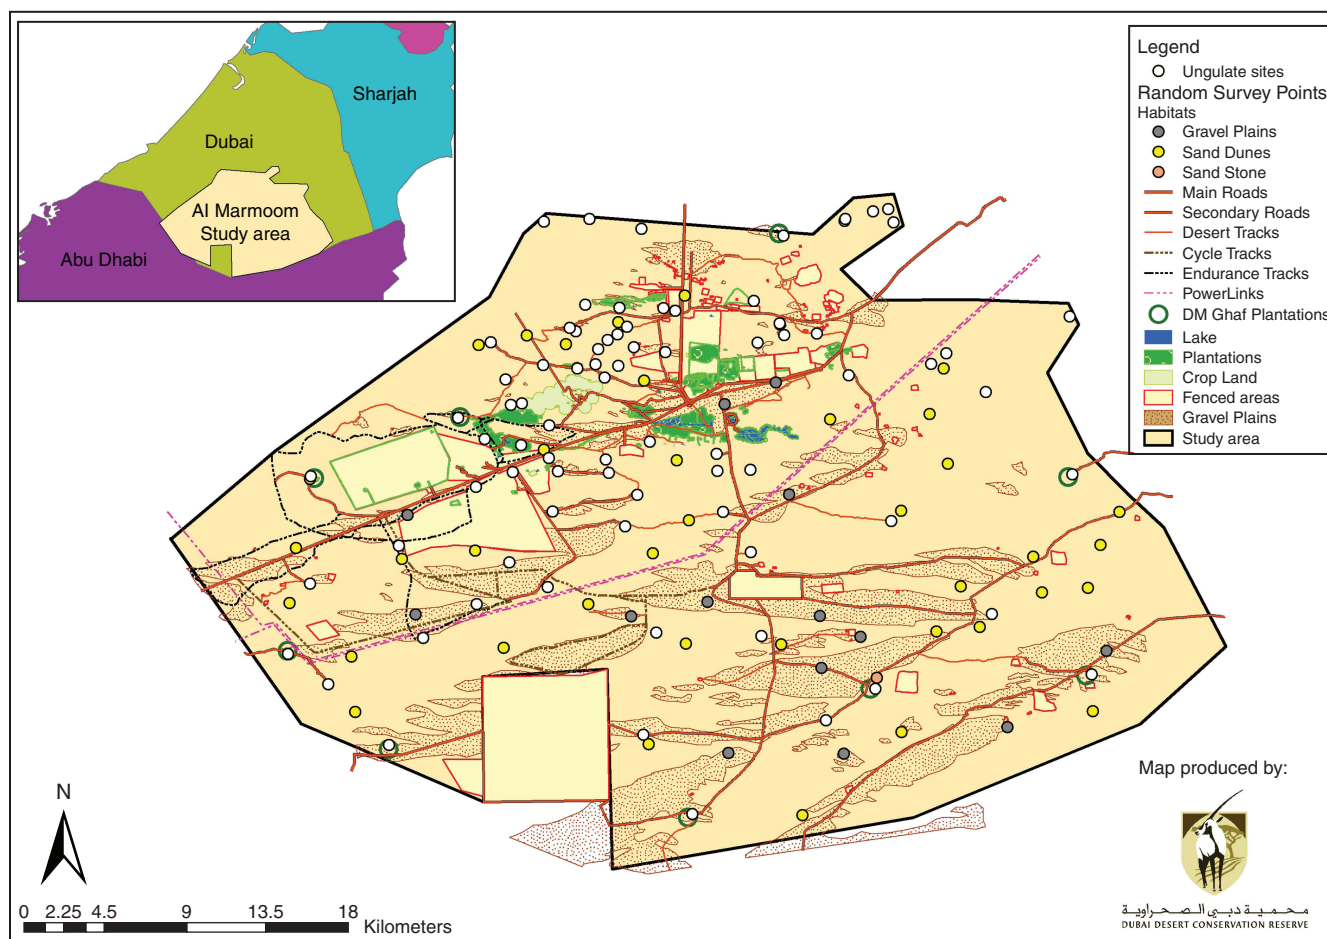 Sharjah
Dubai
Al Marmoom
Study area
Abu Dhabi
Legend
Ungulate sites
Random Survey Points
Habitats
Gravel Plains
Sand Dunes
Sand Stone
Main Roads
Secondary Roads
Desert Tracks
Cycle Tracks
Endurance Tracks
PowerLinks
DM Ghaf Plantations
Lake
Plantations
Crop Land
Fenced areas
Gravel Plains
Study area
N
0 2.25 4.5 9 13.5 18
Kilometers
Map produced by:
محمية دبي الصحراوية
DUBAI DESERT CONSERVATION RESERVE